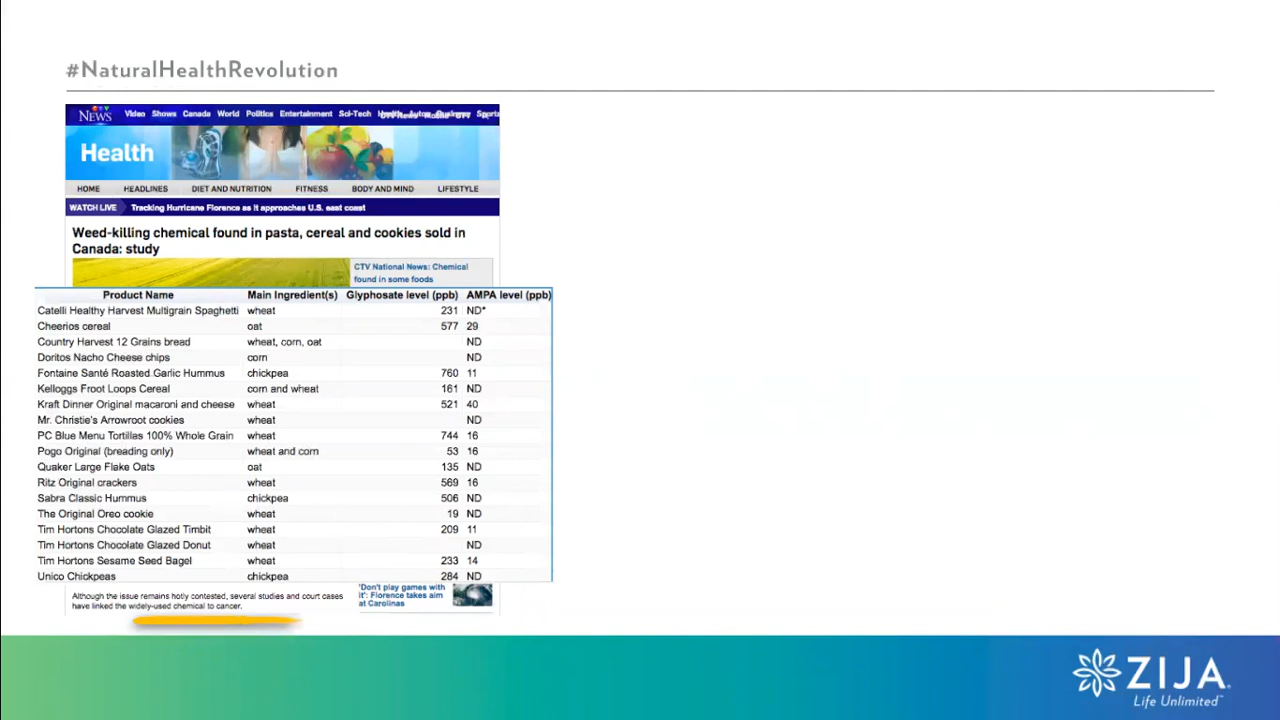 #NaturalHealthRevolution
NEWS Video Shows Canada World Politics Entertainment Sci-Tech
Health
HOME HEADLINES DIET AND NUTRITION FITNESS BODY AND MIND LIFESTYLE
WATCH LIVE Tracking Hurricane Florence as it approaches U.S. east coast
Weed-killing chemical found in pasta, cereal and cookies sold in
Canada: study
CTV National News: Chemical
found in some foods
Product Name Main Ingredient(s) Glyphosate level (ppb) AMPA level (ppb)
Catelli Healthy Harvest Multigrain Spaghetti wheat 231 ND*
Cheerios cereal oat 577 29
Country Harvest 12 Grains bread wheat, corn, oat ND
Doritos Nacho Cheese chips corn ND
Fontaine Santé Roasted Garlic Hummus chickpea 760 11
Kelloggs Froot Loops Cereal corn and wheat 161 ND
Kraft Dinner Original macaroni and cheese wheat 521 40
Mr. Christie's Arrowroot cookies wheat ND
PC Blue Menu Tortillas 100% Whole Grain wheat 744 16
Pogo Original (breading only) wheat and corn 53 16
Quaker Large Flake Oats oat 135 ND
Ritz Original crackers wheat 569 16
Sabra Classic Hummus chickpea 506 ND
The Original Oreo cookie wheat 19 ND
Tim Hortons Chocolate Glazed Timbit wheat 209 11
Tim Hortons Chocolate Glazed Donut wheat ND
Tim Hortons Sesame Seed Bagel wheat 233 14
Unico Chickpeas chickpea 284 ND
Although the issue remains hotly contested, several studies and court cases
have linked the widely-used chemical to cancer.
'Don't play games with
it': Florence takes aim
at Carolinas
ZIJA
Life Unlimited™